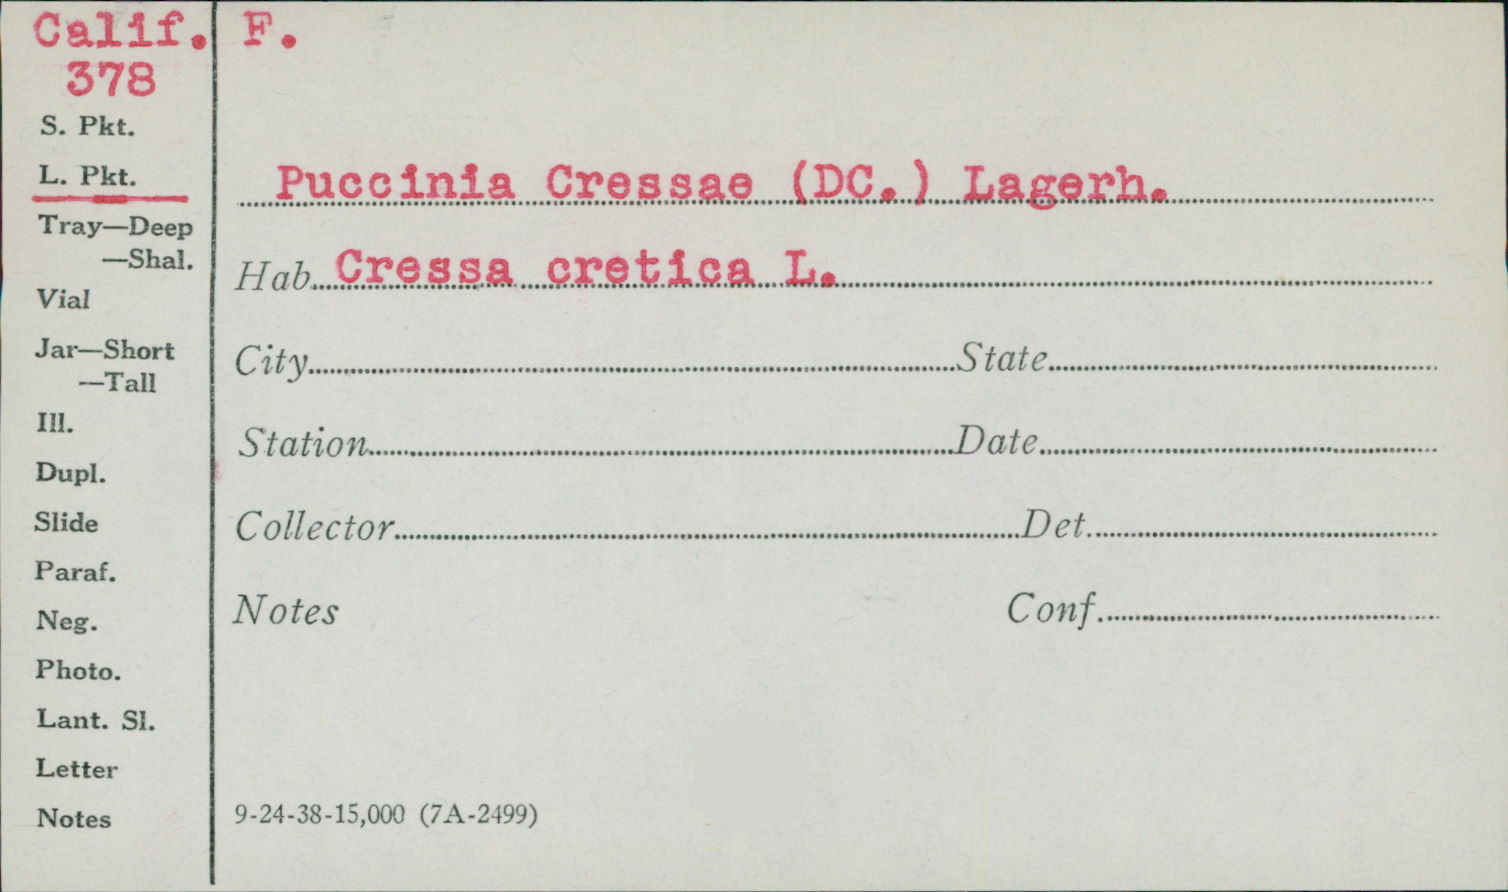 Calif. F.
378
S. Pkt.
L. Pkt.
Tray—Deep
—Shal.
Vial
Jar—Short
—Tall
Ill.
Dupl.
Slide
Paraf.
Neg.
Photo.
Lant. Sl.
Letter
Notes
Puccinia Cressae (DC.) Lagerh.
Hab. Cressa cretica L.
City State
Station Date
Collector Det.
Notes Conf.
9-24-38-15,000 (7A-2499)